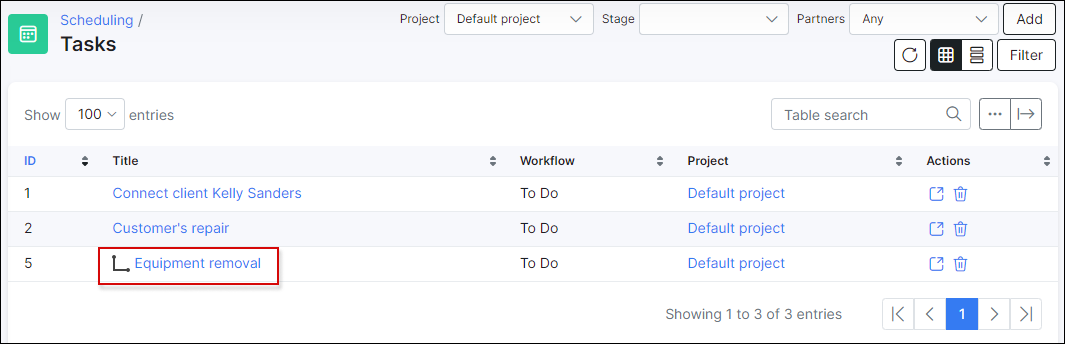 Scheduling /
Tasks
Project Default project Stage Partners Any Add
Filter
Show 100 entries
Table search
ID Title Workflow Project Actions
1 Connect client Kelly Sanders To Do Default project
2 Customer's repair To Do Default project
5 Equipment removal To Do Default project
Showing 1 to 3 of 3 entries 1